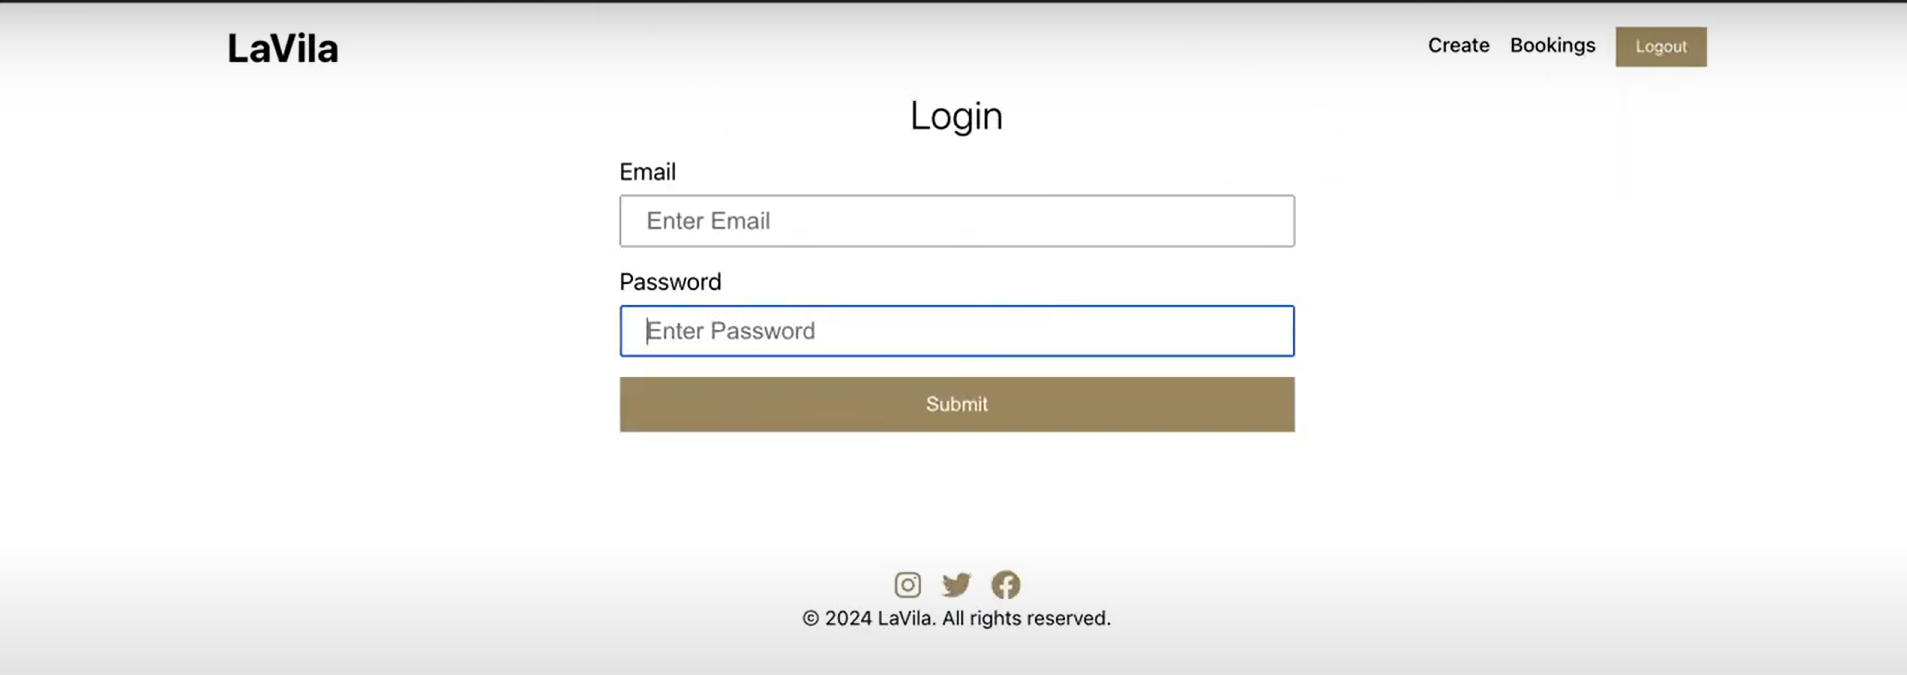 LaVila
Create Bookings Logout
Login
Email
Enter Email
Password
Enter Password
Submit
© 2024 LaVila. All rights reserved.